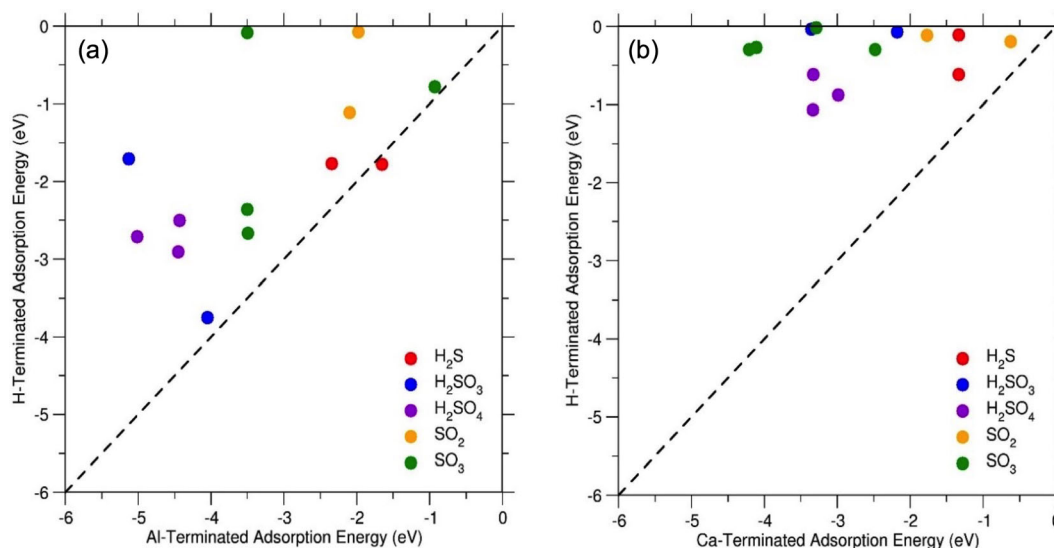 (a)
H-Terminated Adsorption Energy (eV)
0
-1
-2
-3
-4
-5
-6
-6 -5 -4 -3 -2 -1 0
Al-Terminated Adsorption Energy (eV)
H₂S
H₂SO₃
H₂SO₄
SO₂
SO₃
(b)
H-Terminated Adsorption Energy (eV)
0
-1
-2
-3
-4
-5
-6
-6 -5 -4 -3 -2 -1 0
Ca-Terminated Adsorption Energy (eV)
H₂S
H₂SO₃
H₂SO₄
SO₂
SO₃